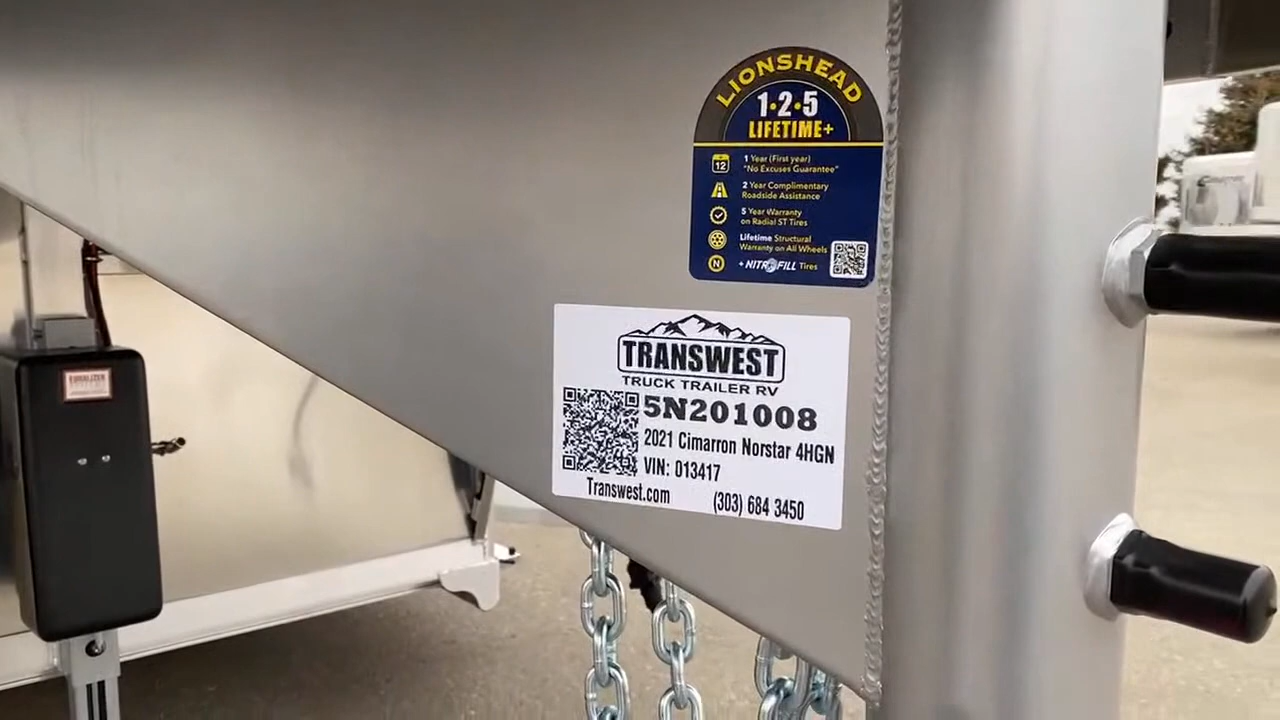 LIONSHEAD
1·2·5
LIFETIME+
12
1 Year (First year)
"No Excuses Guarantee"
2 Year Complimentary
Roadside Assistance
5 Year Warranty
on Radial ST Tires
Lifetime Structural
Warranty on All Wheels
N
+ NITROFILL Tires
TRANSWEST
TRUCK TRAILER RV
5N201008
2021 Cimarron Norstar 4HGN
VIN: 013417
Transwest.com
(303) 684 3450
EQUALIZER